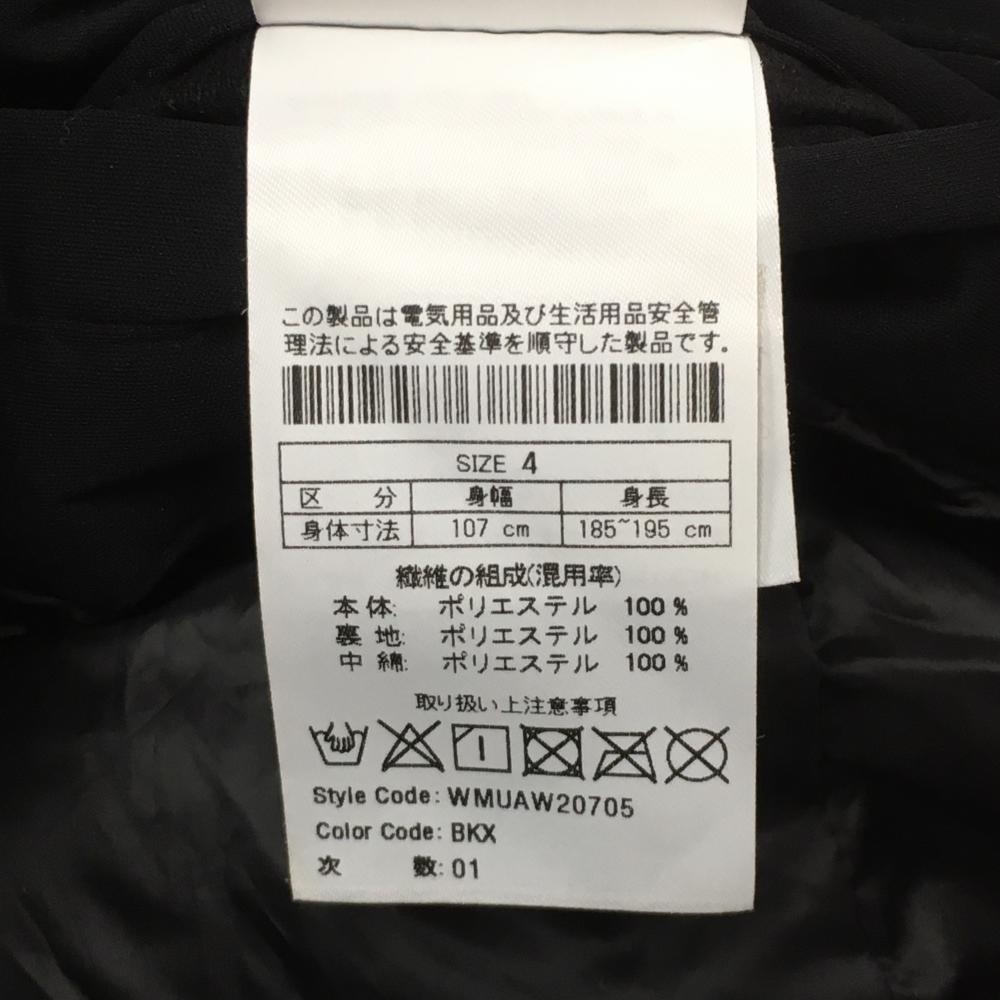 この製品は電気用品及び生活用品安全管
理法による安全基準を順守した製品です。
SIZE 4
区 分 身幅 身長
身体寸法 107 cm 185~195 cm
繊維の組成(混用率)
本体: ポリエステル 100 %
裏地: ポリエステル 100 %
中綿: ポリエステル 100 %
取り扱い上注意事項
Style Code: WMUAW20705
Color Code: BKX
次 数: 01